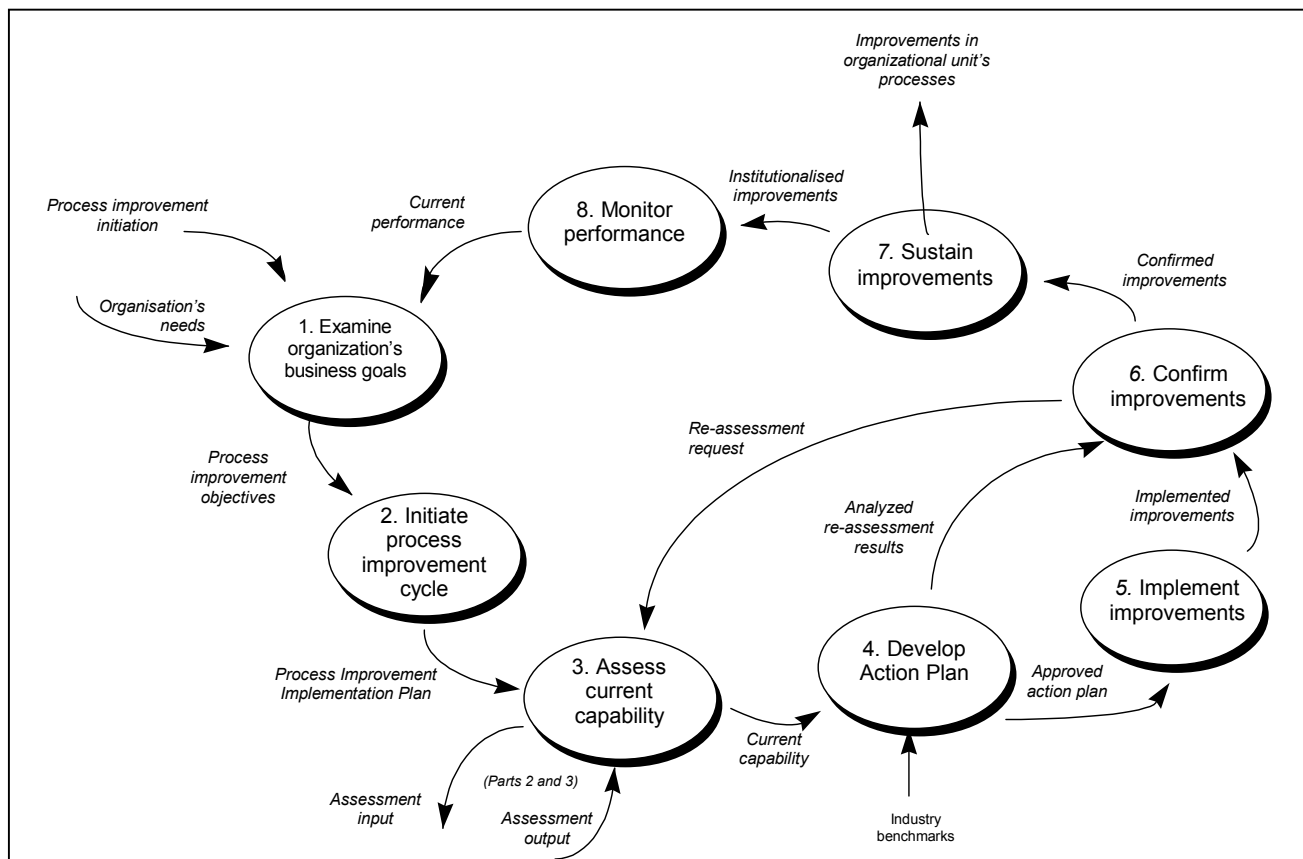 Improvements in
organizational unit's
processes
Institutionalised
improvements
Process improvement
initiation
Current
performance
8. Monitor
performance
7. Sustain
improvements
Confirmed
improvements
Organisation's
needs
1. Examine
organization's
business goals
6. Confirm
improvements
Re-assessment
request
Process
improvement
objectives
Analyzed
re-assessment
results
Implemented
improvements
2. Initiate
process
improvement
cycle
5. Implement
improvements
Process Improvement
Implementation Plan
3. Assess
current
capability
4. Develop
Action Plan
Approved
action plan
Current
capability
(Parts 2 and 3)
Assessment
input
Assessment
output
Industry
benchmarks